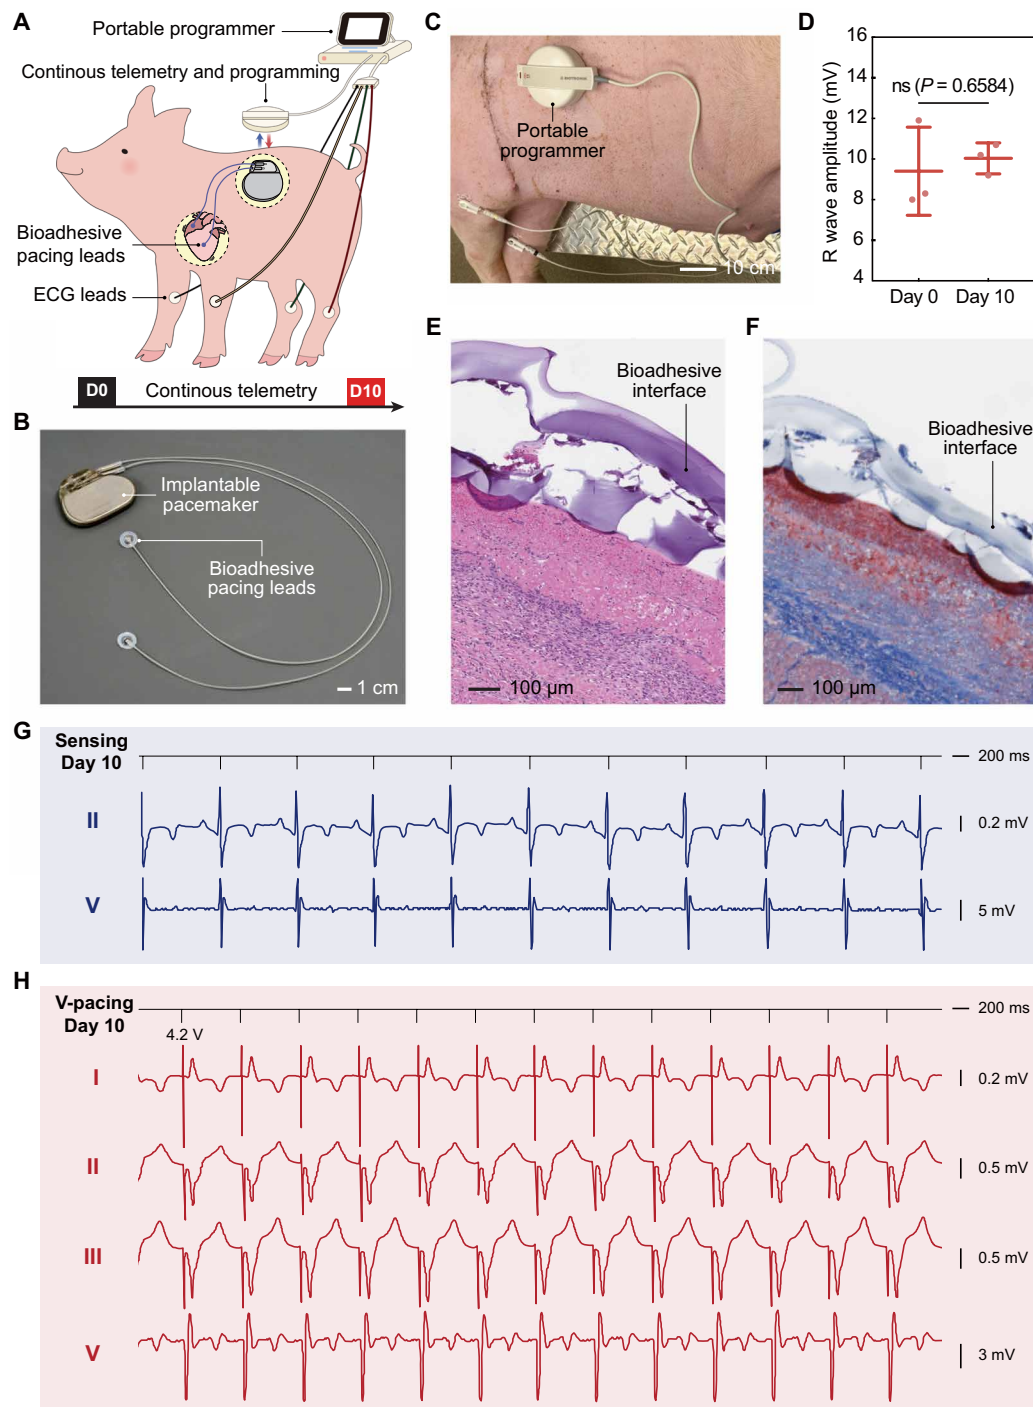 A
Portable programmer
Continous telemetry and programming
Bioadhesive
pacing leads
ECG leads
D0
Continous telemetry
D10
B
Implantable
pacemaker
Bioadhesive
pacing leads
1 cm
C
Portable
programmer
10 cm
D
R wave amplitude (mV)
16
14
12
10
8
6
4
ns (P = 0.6584)
Day 0
Day 10
E
Bioadhesive
interface
100 µm
F
Bioadhesive
interface
100 µm
G
Sensing
Day 10
200 ms
II
0.2 mV
V
5 mV
H
V-pacing
Day 10
200 ms
4.2 V
I
0.2 mV
II
0.5 mV
III
0.5 mV
V
3 mV